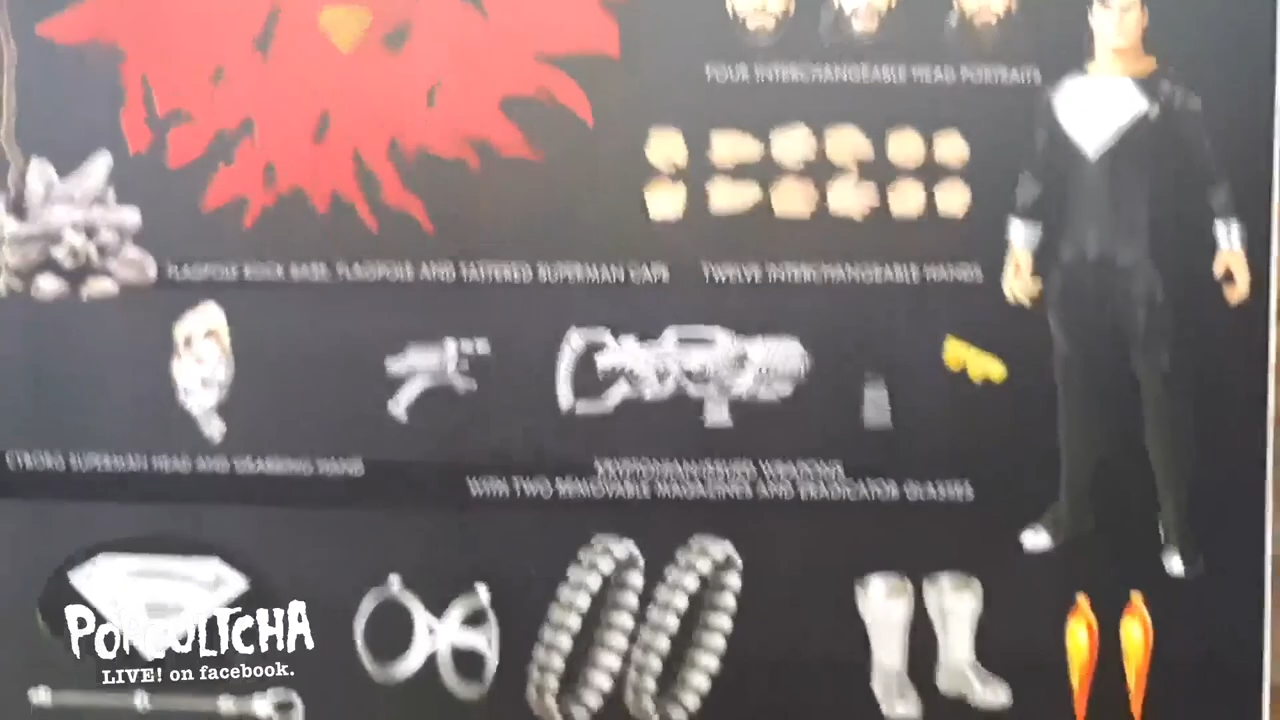 FOUR INTERCHANGEABLE HEAD PORTRAITS
FLAGPOLE ROCK BASE, FLAGPOLE AND TATTERED SUPERMAN CAPE
TWELVE INTERCHANGEABLE HANDS
CYBORG SUPERMAN HEAD AND GRABBING HAND
WEAPONS
WITH TWO REMOVABLE MAGAZINES AND ERADICATOR GLASSES
POPCULTCHA
LIVE! on facebook.